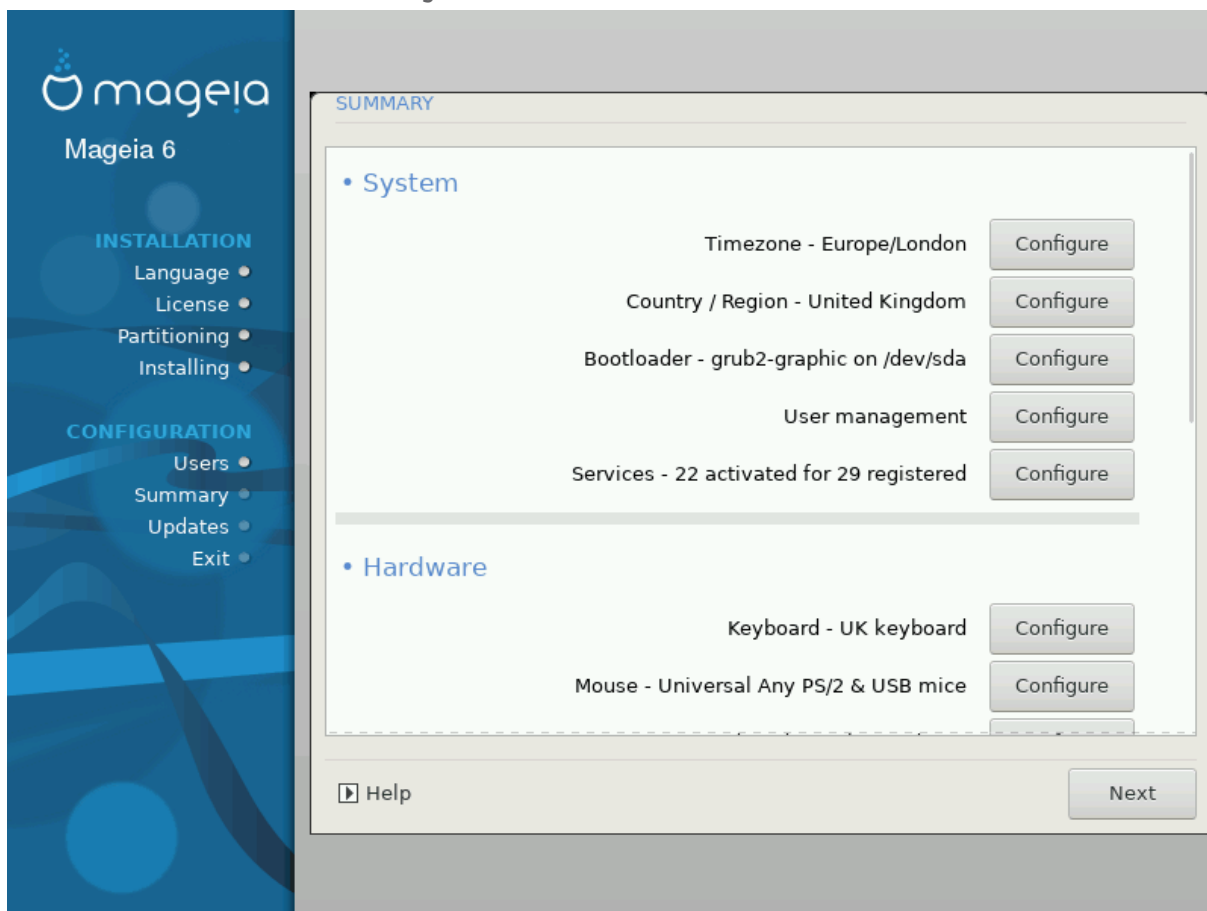 mageia
Mageia 6
INSTALLATION
Language
License
Partitioning
Installing
CONFIGURATION
Users
Summary
Updates
Exit
SUMMARY
• System
Timezone - Europe/London Configure
Country / Region - United Kingdom Configure
Bootloader - grub2-graphic on /dev/sda Configure
User management Configure
Services - 22 activated for 29 registered Configure
• Hardware
Keyboard - UK keyboard Configure
Mouse - Universal Any PS/2 & USB mice Configure
Help
Next